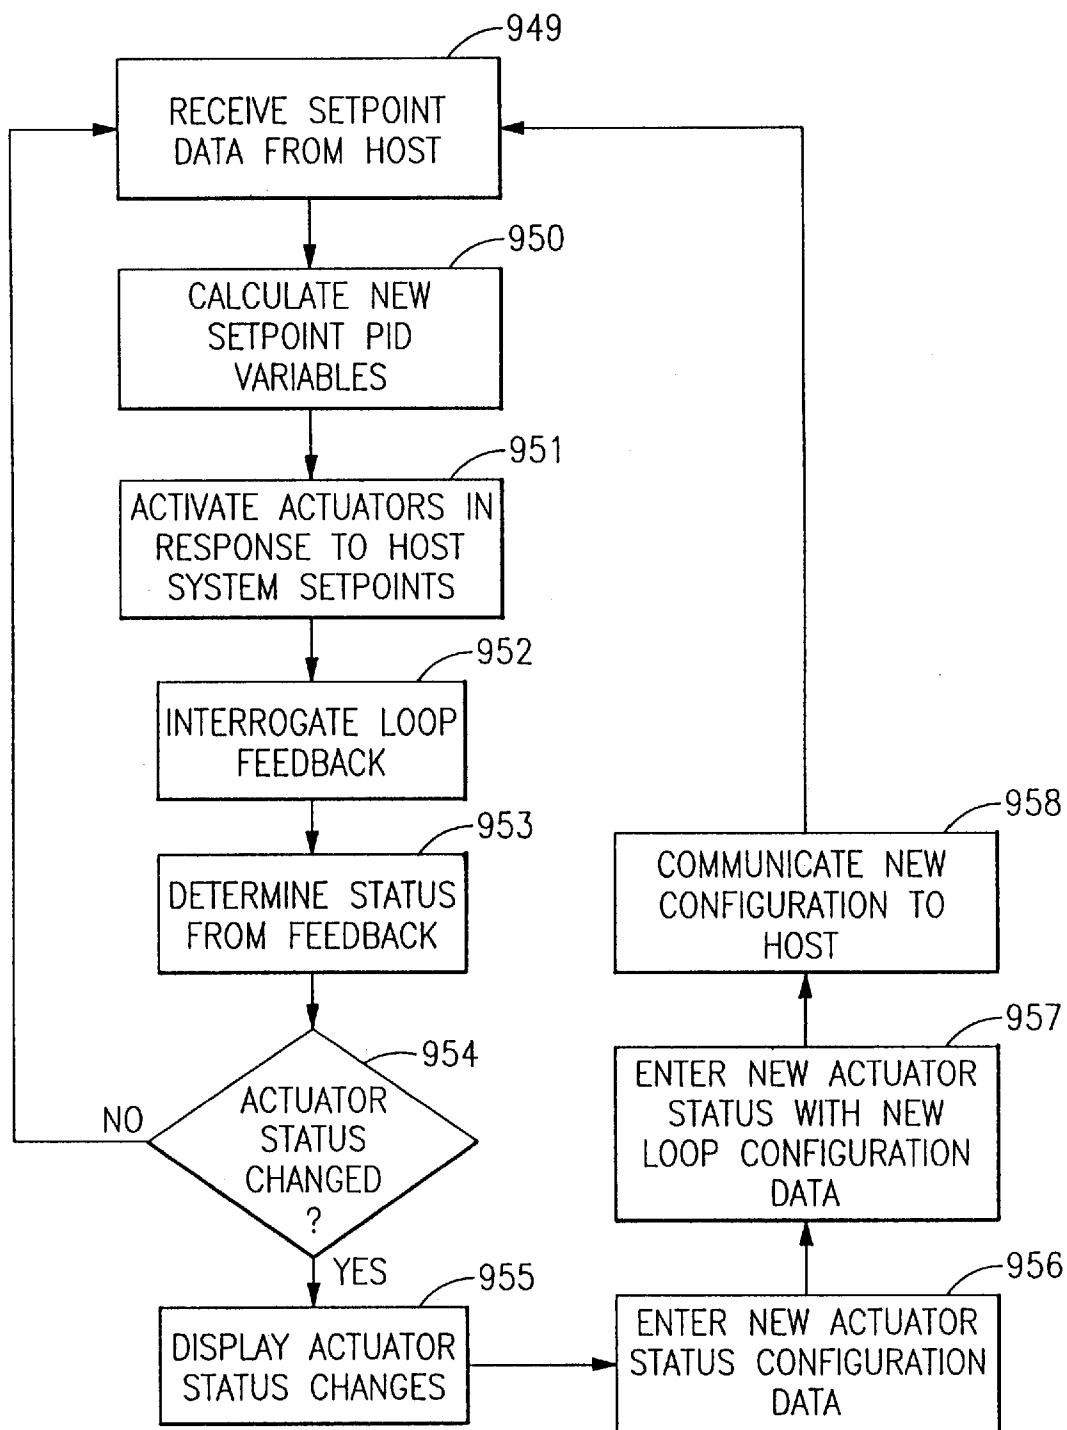 949
RECEIVE SETPOINT
DATA FROM HOST
950
CALCULATE NEW
SETPOINT PID
VARIABLES
951
ACTIVATE ACTUATORS IN
RESPONSE TO HOST
SYSTEM SETPOINTS
952
INTERROGATE LOOP
FEEDBACK
953
DETERMINE STATUS
FROM FEEDBACK
954
ACTUATOR
STATUS
CHANGED
?
NO
YES
955
DISPLAY ACTUATOR
STATUS CHANGES
956
ENTER NEW ACTUATOR
STATUS CONFIGURATION
DATA
957
ENTER NEW ACTUATOR
STATUS WITH NEW
LOOP CONFIGURATION
DATA
958
COMMUNICATE NEW
CONFIGURATION TO
HOST